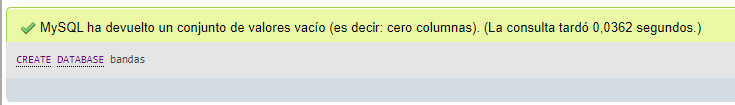 MySQL ha devuelto un conjunto de valores vacío (es decir: cero columnas). (La consulta tardó 0,0362 segundos.)
CREATE DATABASE bandas